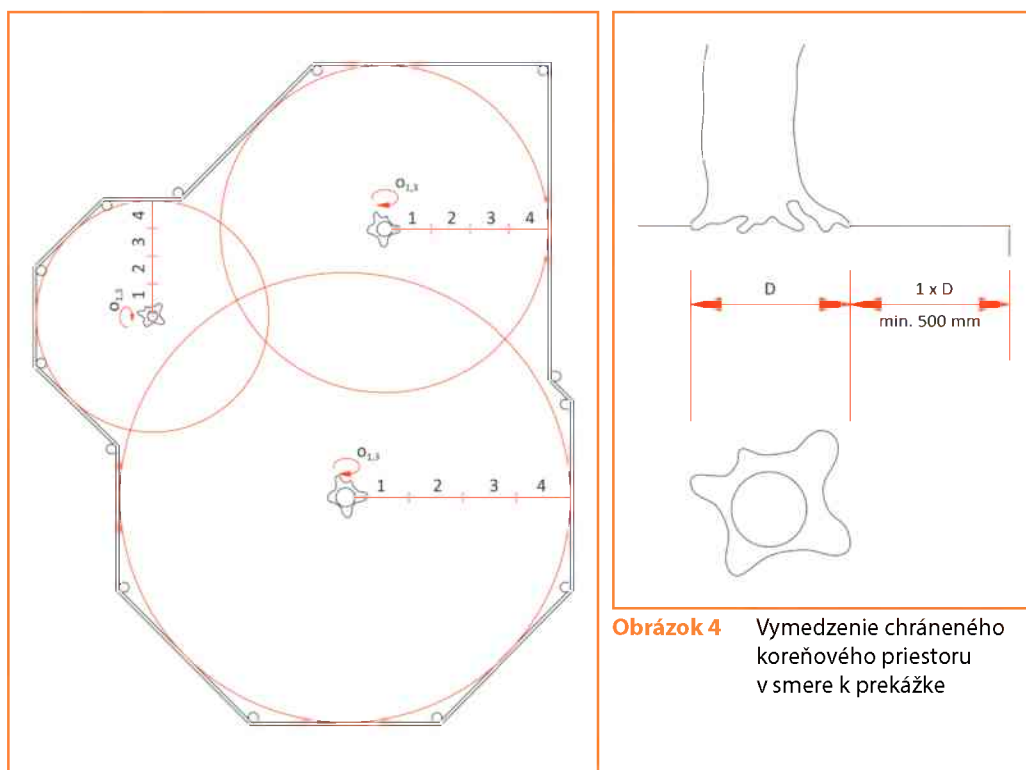 O1,3
1 2 3 4
4
3
2
1
O1,3
O1,3
1 2 3 4
D
1 x D
min. 500 mm
Obrázok 4 Vymedzenie chráneného
koreňového priestoru
v smere k prekážke